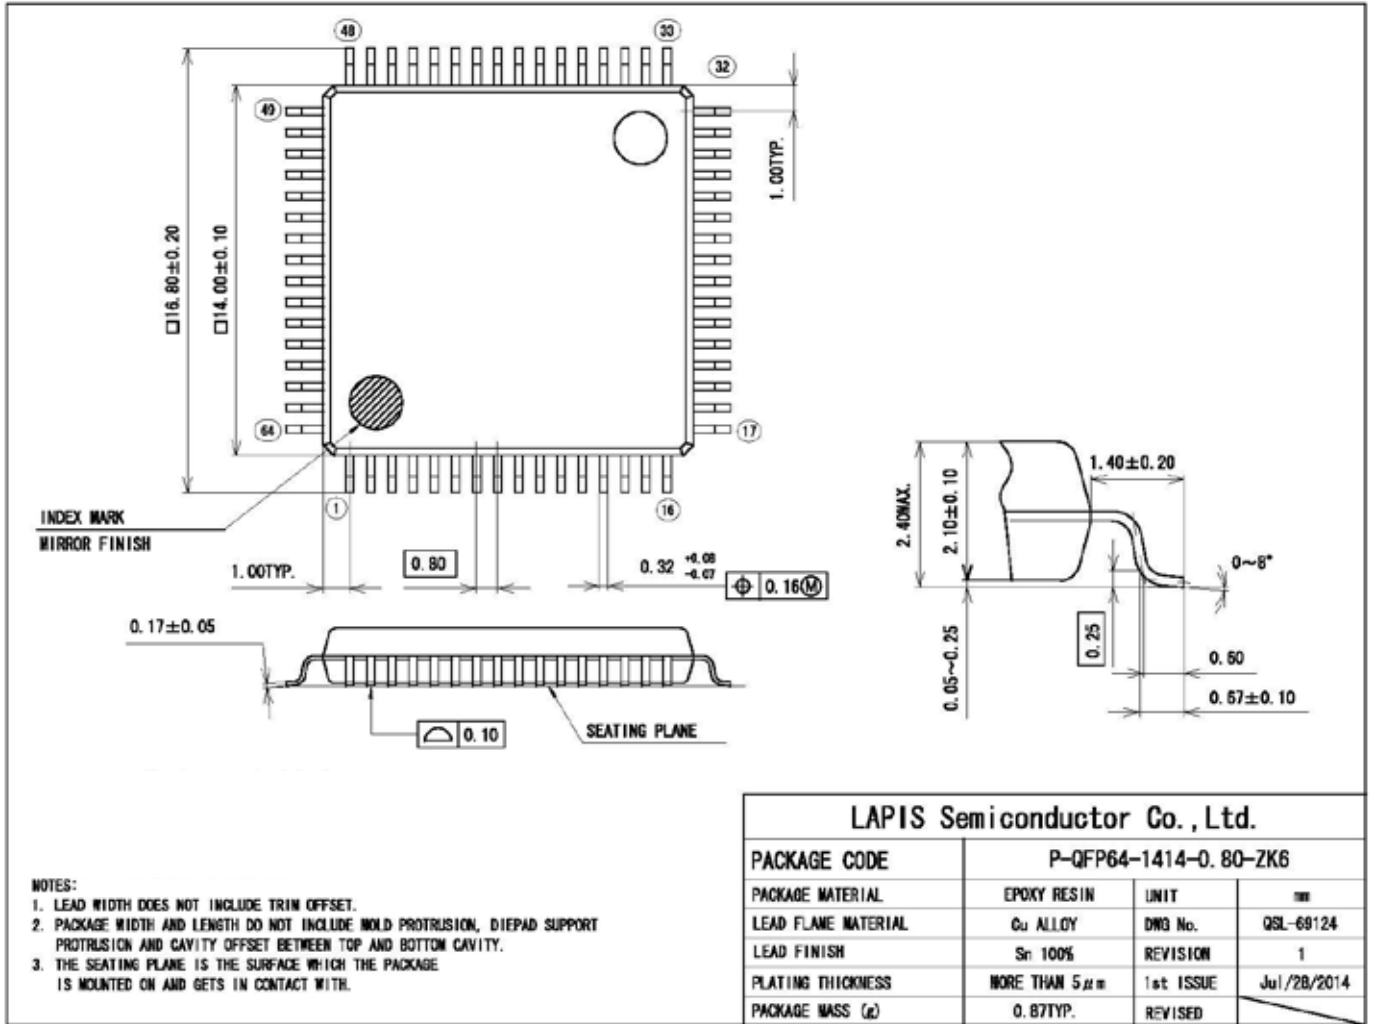 48
33
32
49
1.00TYP.
□16.80±0.20
□14.00±0.10
64
17
1
16
INDEX MARK
MIRROR FINISH
1.00TYP.
0.80
0.32 +0.08 -0.07
⌖ 0.16Ⓜ
2.40MAX.
2.10±0.10
1.40±0.20
0~8°
0.25
0.05~0.25
0.60
0.67±0.10
0.17±0.05
⌓ 0.10
SEATING PLANE
NOTES:
1. LEAD WIDTH DOES NOT INCLUDE TRIM OFFSET.
2. PACKAGE WIDTH AND LENGTH DO NOT INCLUDE MOLD PROTRUSION, DIEPAD SUPPORT
PROTRUSION AND CAVITY OFFSET BETWEEN TOP AND BOTTOM CAVITY.
3. THE SEATING PLANE IS THE SURFACE WHICH THE PACKAGE
IS MOUNTED ON AND GETS IN CONTACT WITH.
LAPIS Semiconductor Co.,Ltd.
PACKAGE CODE P-QFP64-1414-0.80-ZK6
PACKAGE MATERIAL EPOXY RESIN UNIT mm
LEAD FLAME MATERIAL Cu ALLOY DWG No. QSL-69124
LEAD FINISH Sn 100% REVISION 1
PLATING THICKNESS MORE THAN 5μm 1st ISSUE Jul/28/2014
PACKAGE MASS (g) 0.87TYP. REVISED